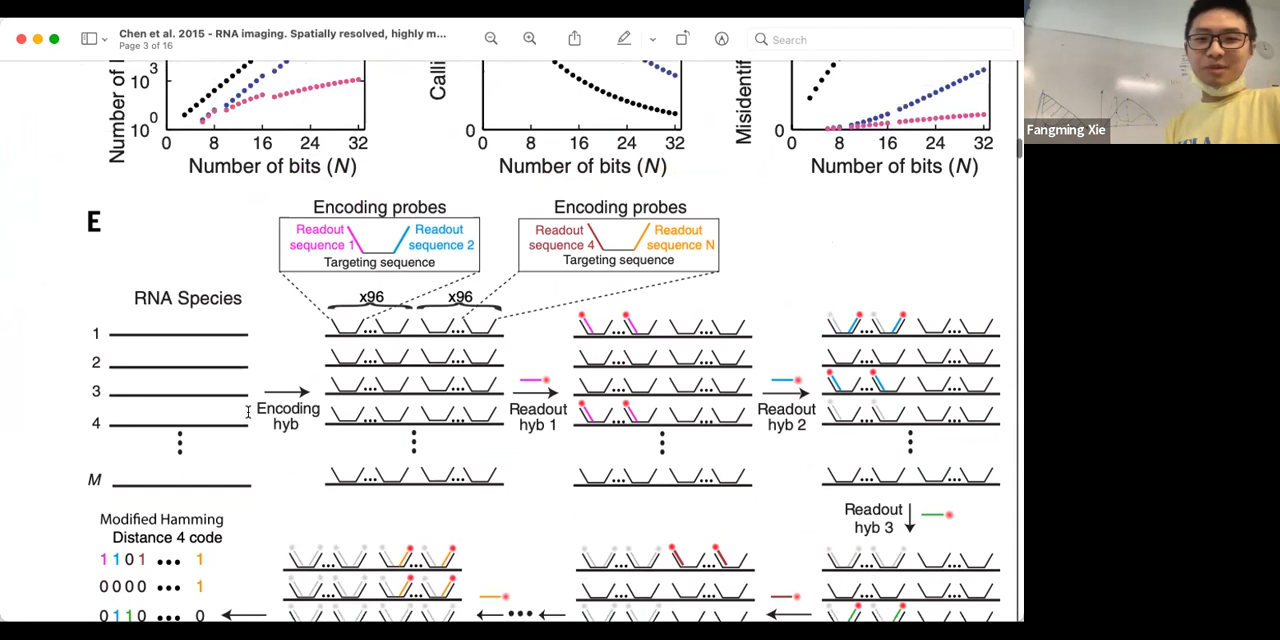 Chen et al. 2015 - RNA imaging. Spatially resolved, highly m...
Page 3 of 16
Search
Fangming Xie
10³
10⁰
0 8 16 24 32
Number of bits (N)
Calli
0
0 8 16 24 32
Number of bits (N)
Misidentif
0
0 8 16 24 32
Number of bits (N)
E
Encoding probes
Readout sequence 1
Readout sequence 2
Targeting sequence
Encoding probes
Readout sequence 4
Readout sequence N
Targeting sequence
RNA Species
x96
x96
1
2
3
4
M
Encoding
hyb
Readout
hyb 1
Readout
hyb 2
Readout
hyb 3
Modified Hamming
Distance 4 code
1 1 0 1 ••• 1
0 0 0 0 ••• 1
0 1 1 0 ••• 0